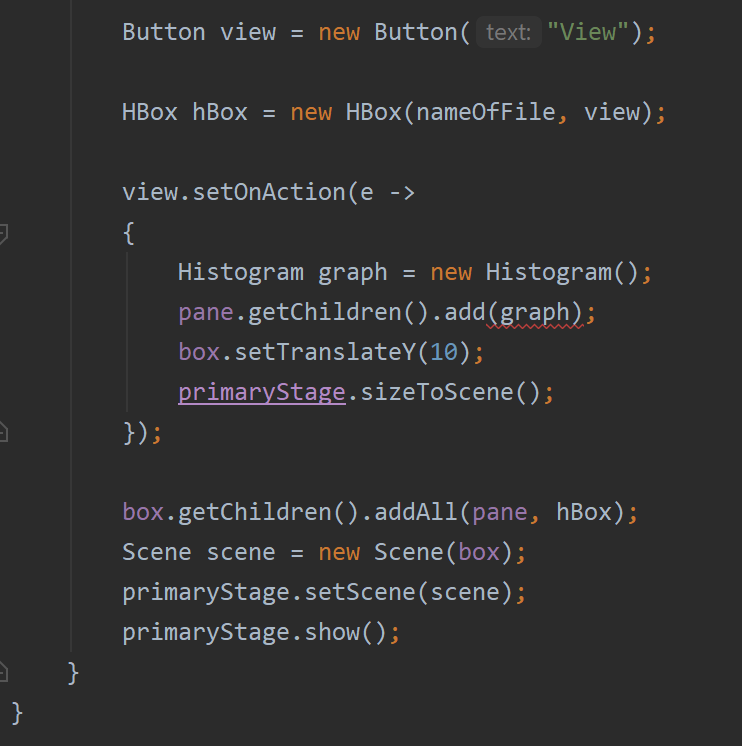 Button view = new Button( text: "View");
HBox hBox = new HBox(nameOfFile, view);
view.setOnAction(e ->
{
Histogram graph = new Histogram();
pane.getChildren().add(graph);
box.setTranslateY(10);
primaryStage.sizeToScene();
});
box.getChildren().addAll(pane, hBox);
Scene scene = new Scene(box);
primaryStage.setScene(scene);
primaryStage.show();
}
}